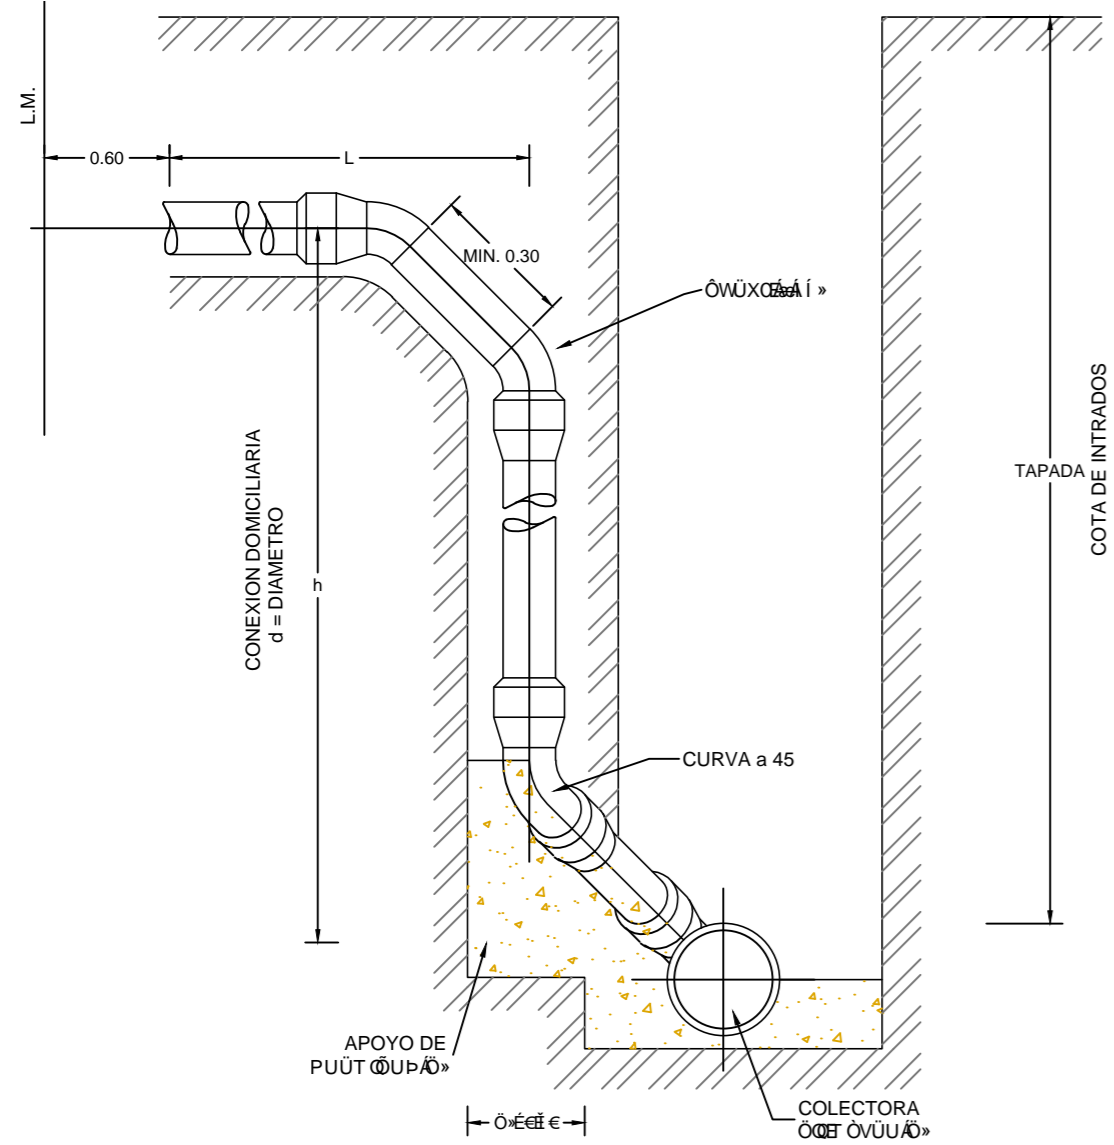 L.M.
0.60
L
MIN. 0.30
CONEXION DOMICILIARIA
d = DIAMETRO
h
TAPADA
COTA DE INTRADOS
CURVA a 45
APOYO DE
COLECTORA